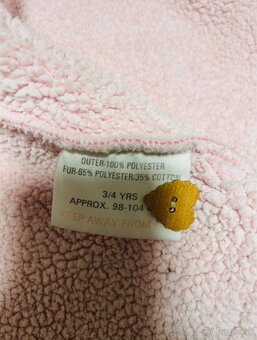 OUTER-100% POLYESTER
FUR-65% POLYESTER/35% COTTON
3/4 YRS
APPROX. 98-104
KEEP AWAY FROM